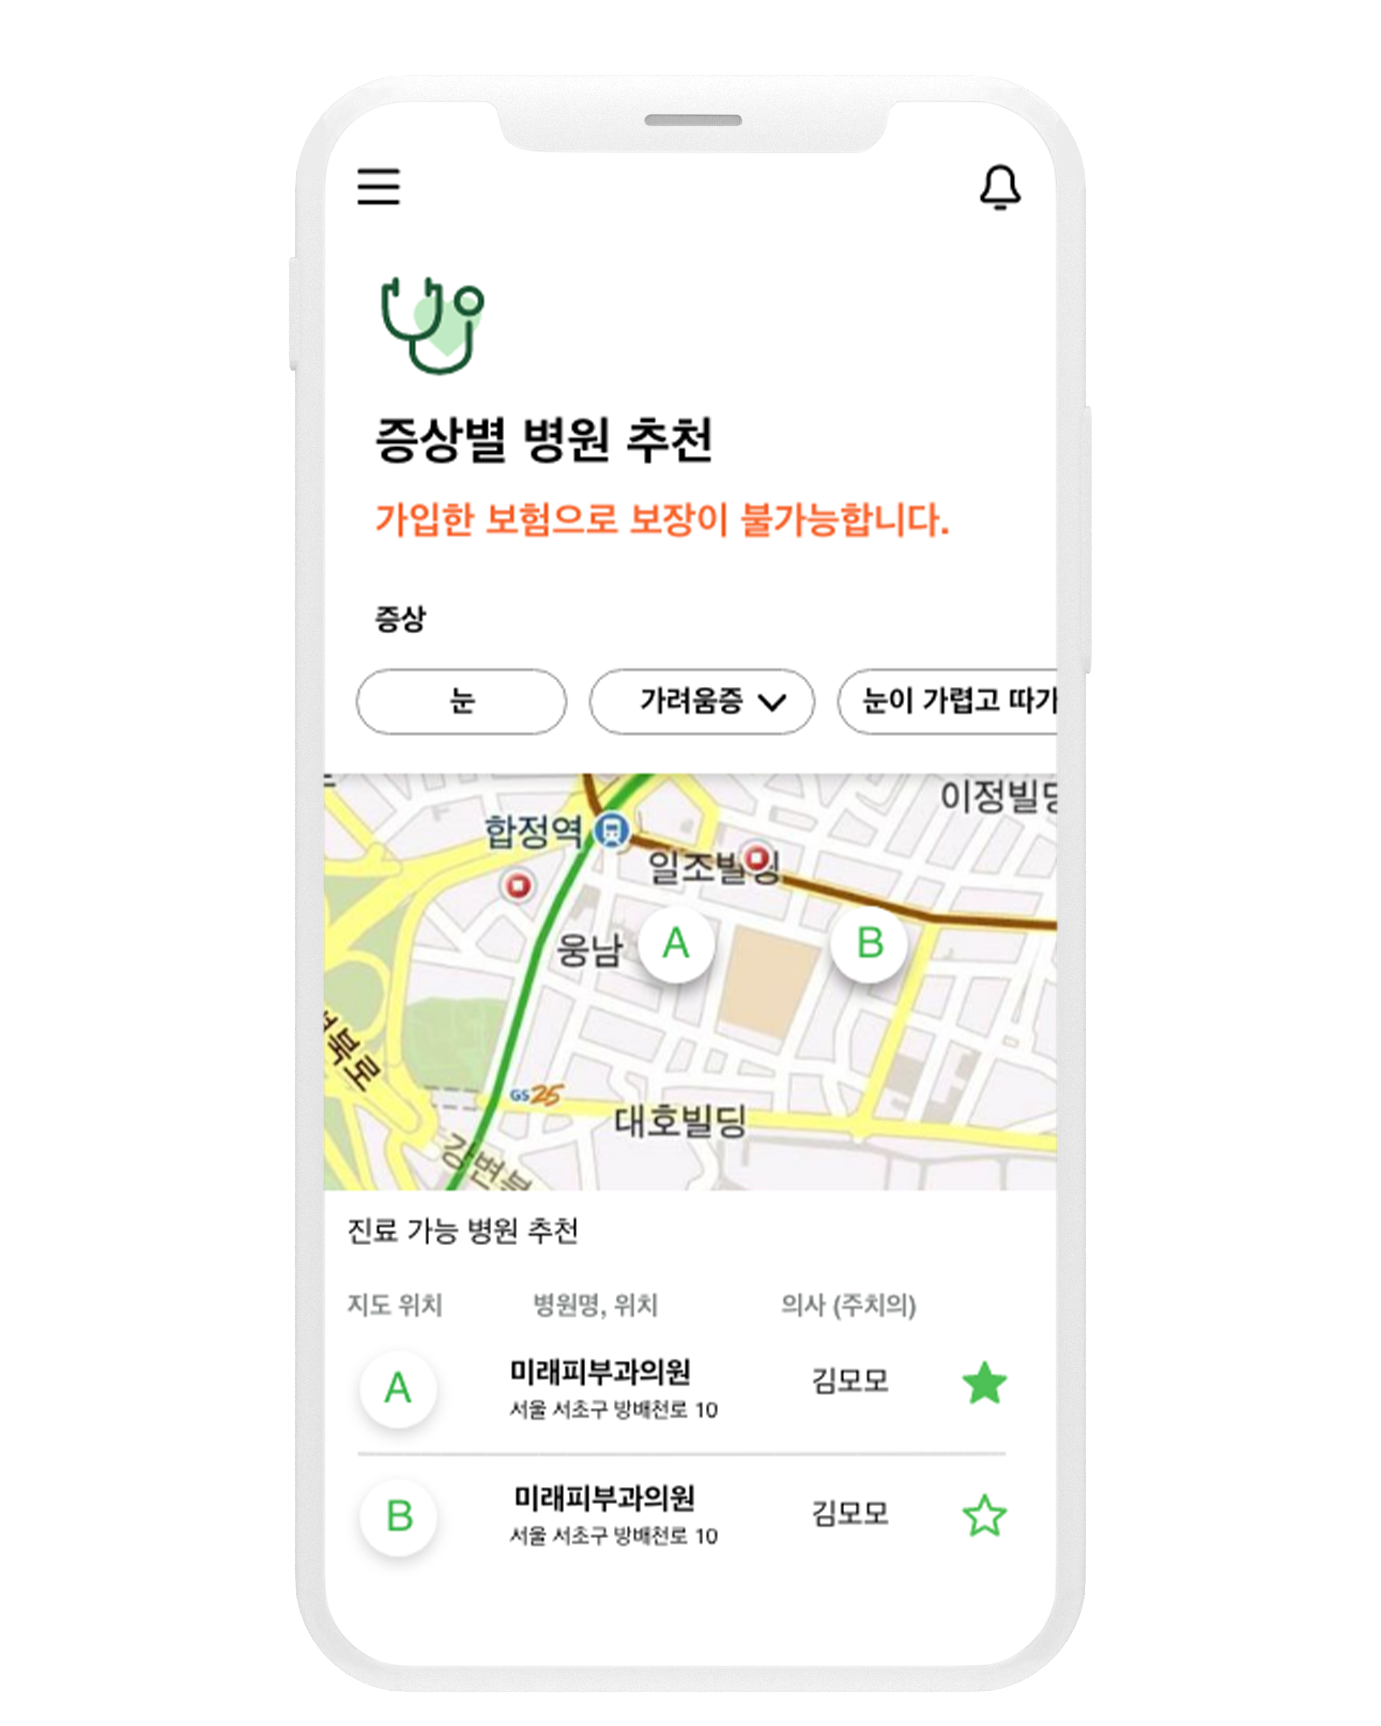 증상별 병원 추천
가입한 보험으로 보장이 불가능합니다.
증상
눈 가려움증 눈이 가렵고 따가
이정빌딩
합정역
일조빌딩
웅남 A B
GS25
대호빌딩
강변북
진료 가능 병원 추천
지도 위치 병원명, 위치 의사 (주치의)
A 미래피부과의원 김모모
서울 서초구 방배천로 10
B 미래피부과의원 김모모
서울 서초구 방배천로 10